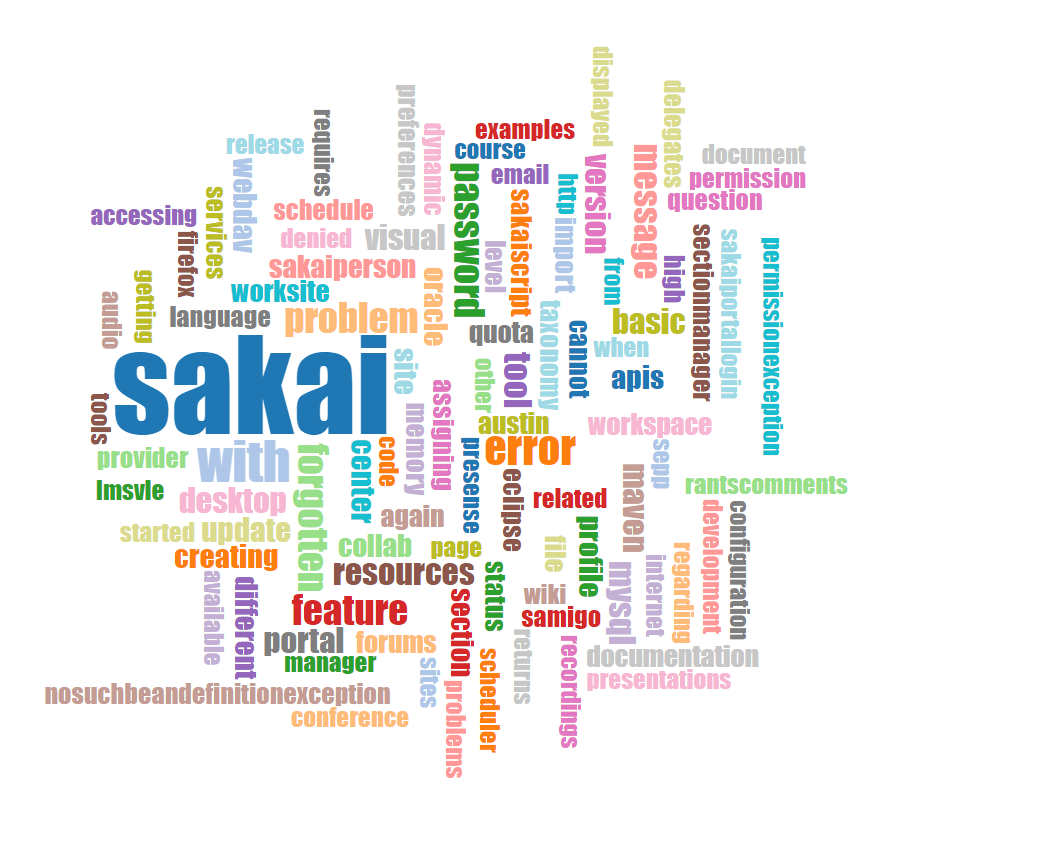 displayed
delegates
preferences
requires
dynamic
examples
release
course
document
message
version
webdav
password
email
permission
http
sakaiscript
question
services
accessing
schedule
import
denied
visual
firefox
level
sectionmanager
sakaiportallogin
permissionexception
from
high
sakaiperson
oracle
getting
worksite
audio
language
problem
taxonomy
basic
quota
cannot
when
sakai
site
tool
other
apis
assigning
tools
memory
austin
workspace
error
with
code
center
forgotten
presense
sepp
provider
maven
eclipse
lmsvle
desktop
related
rantscomments
development
configuration
again
started
update
profile
file
collab
page
regarding
creating
internet
resources
status
mysql
available
different
wiki
section
feature
samigo
portal
forums
returns
recordings
manager
scheduler
documentation
sites
presentations
nosuchbeandefinitionexception
problems
conference